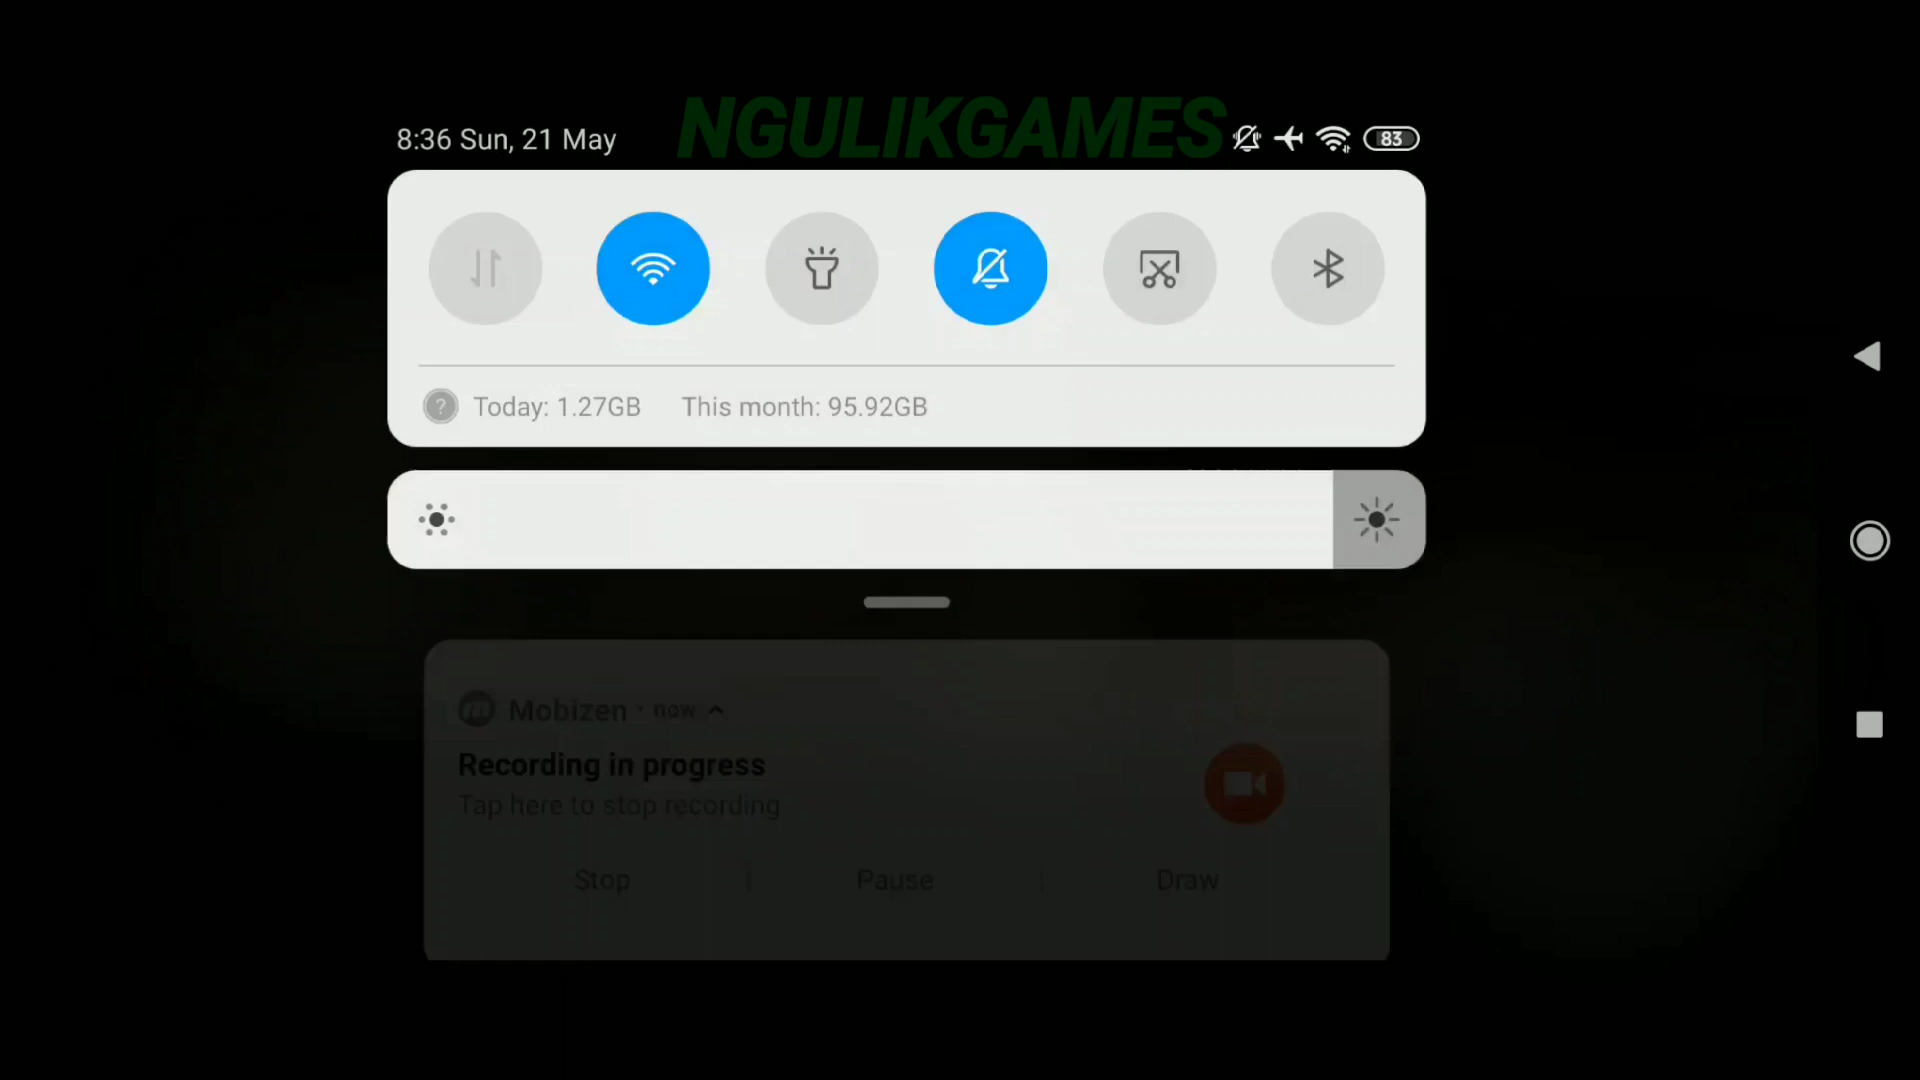 NGULIKGAMES
8:36 Sun, 21 May
83
Today: 1.27GB This month: 95.92GB
Mobizen · now
Recording in progress
Tap here to stop recording
Stop Pause Draw